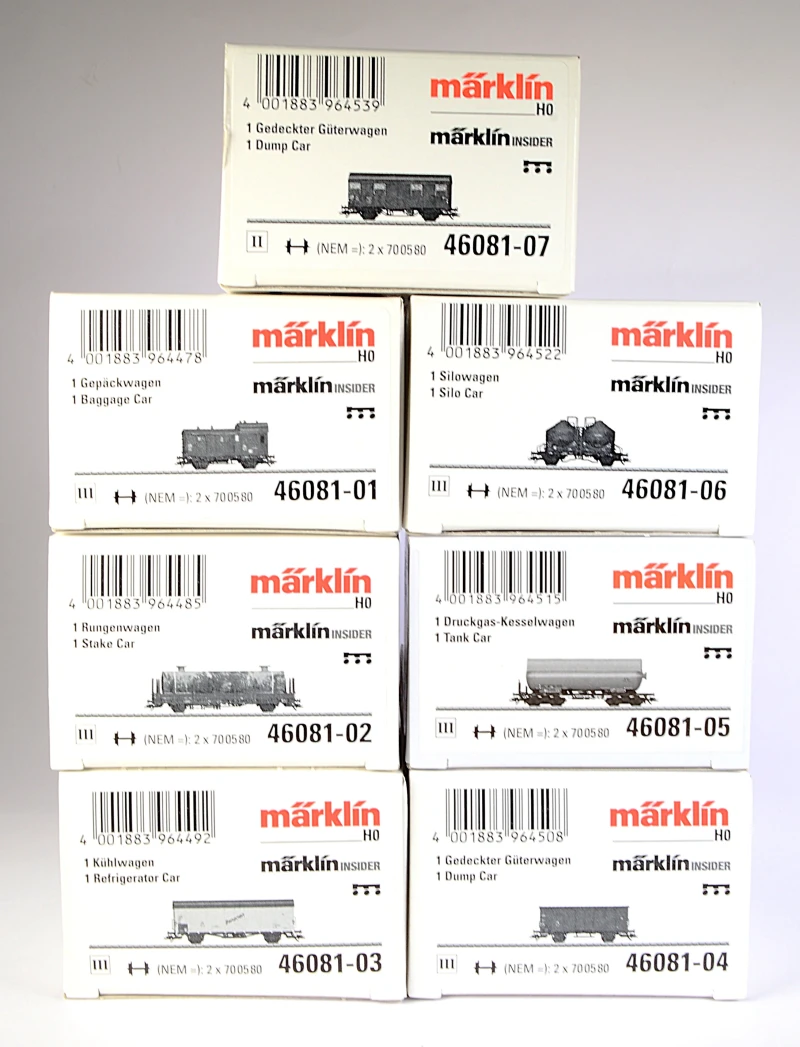 4 001883 964539
märklin
H0
1 Gedeckter Güterwagen
1 Dump Car
märklin INSIDER
II (NEM =): 2 x 700580 46081-07
4 001883 964478
märklin
H0
1 Gepäckwagen
1 Baggage Car
märklin INSIDER
III (NEM =): 2 x 700580 46081-01
4 001883 964522
märklin
H0
1 Silowagen
1 Silo Car
märklin INSIDER
III (NEM =): 2 x 700580 46081-06
4 001883 964485
märklin
H0
1 Rungenwagen
1 Stake Car
märklin INSIDER
III (NEM =): 2 x 700580 46081-02
4 001883 964515
märklin
H0
1 Druckgas-Kesselwagen
1 Tank Car
märklin INSIDER
III (NEM =): 2 x 700580 46081-05
4 001883 964492
märklin
H0
1 Kühlwagen
1 Refrigerator Car
märklin INSIDER
III (NEM =): 2 x 700580 46081-03
4 001883 964508
märklin
H0
1 Gedeckter Güterwagen
1 Dump Car
märklin INSIDER
III (NEM =): 2 x 700580 46081-04